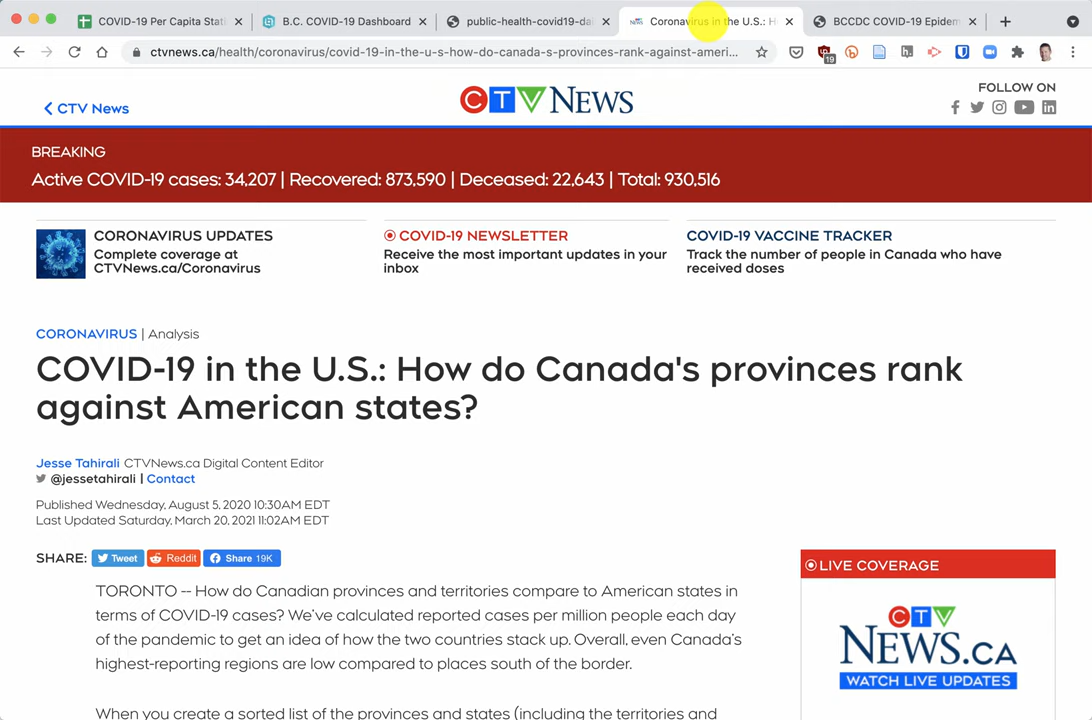 COVID-19 Per Capita Stati
B.C. COVID-19 Dashboard
public-health-covid19-da
Coronavirus in the U.S.: H
BCCDC COVID-19 Epidem
ctvnews.ca/health/coronavirus/covid-19-in-the-u-s-how-do-canada-s-provinces-rank-against-ameri...
19
h.
CTV News
CTV NEWS
FOLLOW ON
BREAKING
Active COVID-19 cases: 34,207 | Recovered: 873,590 | Deceased: 22,643 | Total: 930,516
CORONAVIRUS UPDATES
Complete coverage at
CTVNews.ca/Coronavirus
COVID-19 NEWSLETTER
Receive the most important updates in your
inbox
COVID-19 VACCINE TRACKER
Track the number of people in Canada who have
received doses
CORONAVIRUS | Analysis
COVID-19 in the U.S.: How do Canada's provinces rank
against American states?
Jesse Tahirali CTVNews.ca Digital Content Editor
@jessetahirali | Contact
Published Wednesday, August 5, 2020 10:30AM EDT
Last Updated Saturday, March 20, 2021 11:02AM EDT
SHARE: Tweet Reddit Share 19K
TORONTO -- How do Canadian provinces and territories compare to American states in
terms of COVID-19 cases? We've calculated reported cases per million people each day
of the pandemic to get an idea of how the two countries stack up. Overall, even Canada's
highest-reporting regions are low compared to places south of the border.
When you create a sorted list of the provinces and states (including the territories and
LIVE COVERAGE
CTV
NEWS.CA
WATCH LIVE UPDATES